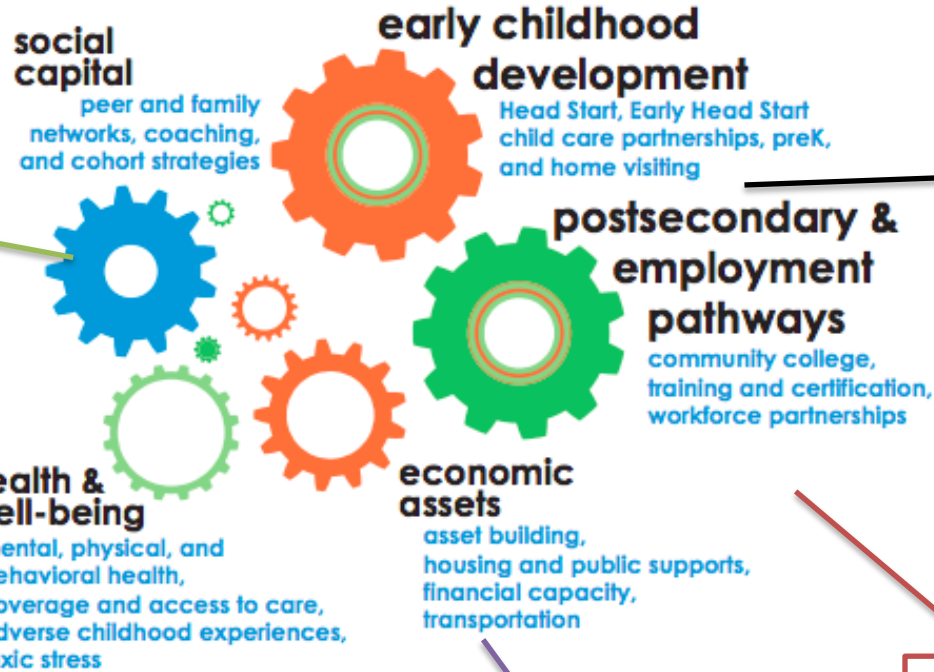 social
capital
peer and family
networks, coaching,
and cohort strategies
early childhood
development
Head Start, Early Head Start
child care partnerships, preK,
and home visiting
postsecondary &
employment
pathways
community college,
training and certification,
workforce partnerships
economic
assets
asset building,
housing and public supports,
financial capacity,
transportation
ealth &
ell-being
ental, physical, and
ehavioral health,
overage and access to care,
dverse childhood experiences,
xic stress